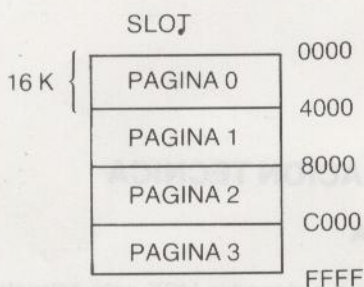 SLOT
0000
16 K { PAGINA 0
4000
PAGINA 1
8000
PAGINA 2
C000
PAGINA 3
FFFF